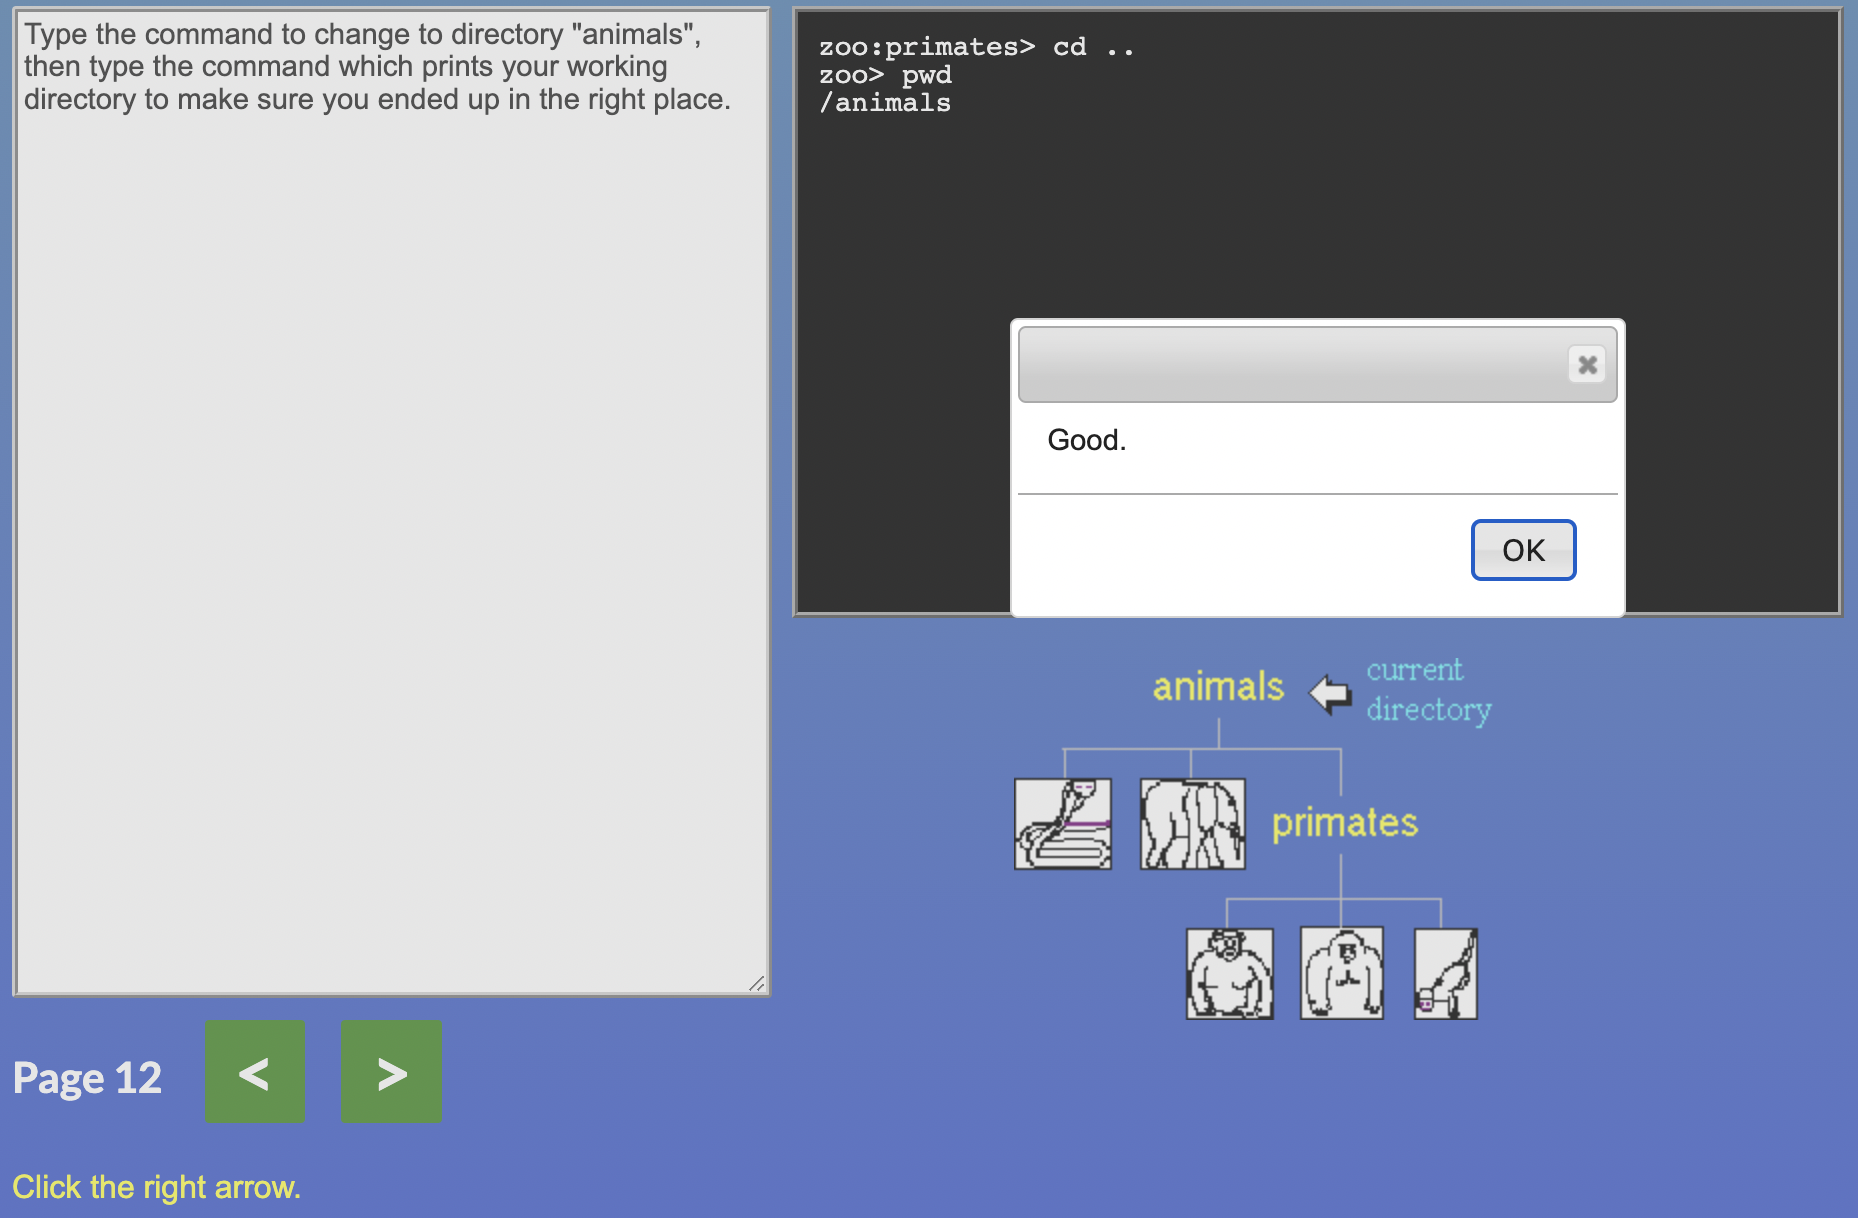 Type the command to change to directory "animals",
then type the command which prints your working
directory to make sure you ended up in the right place.
zoo:primates> cd ..
zoo> pwd
/animals
Good.
OK
animals
current
directory
primates
Page 12
<
>
Click the right arrow.